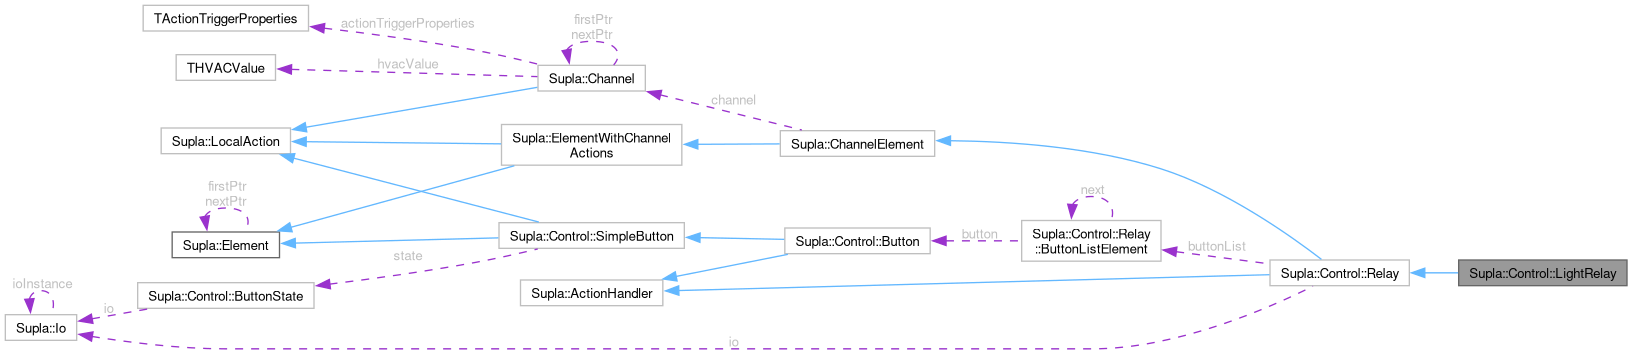 TActionTriggerProperties
actionTriggerProperties
firstPtr
nextPtr
THVACValue
hvacValue
Supla::Channel
channel
Supla::LocalAction
Supla::ElementWithChannel
Actions
Supla::ChannelElement
firstPtr
nextPtr
Supla::Element
Supla::Control::SimpleButton
Supla::Control::Button
button
next
Supla::Control::Relay
::ButtonListElement
buttonList
Supla::Control::Relay
Supla::Control::LightRelay
state
ioInstance
Supla::Control::ButtonState
Supla::ActionHandler
io
Supla::Io
io